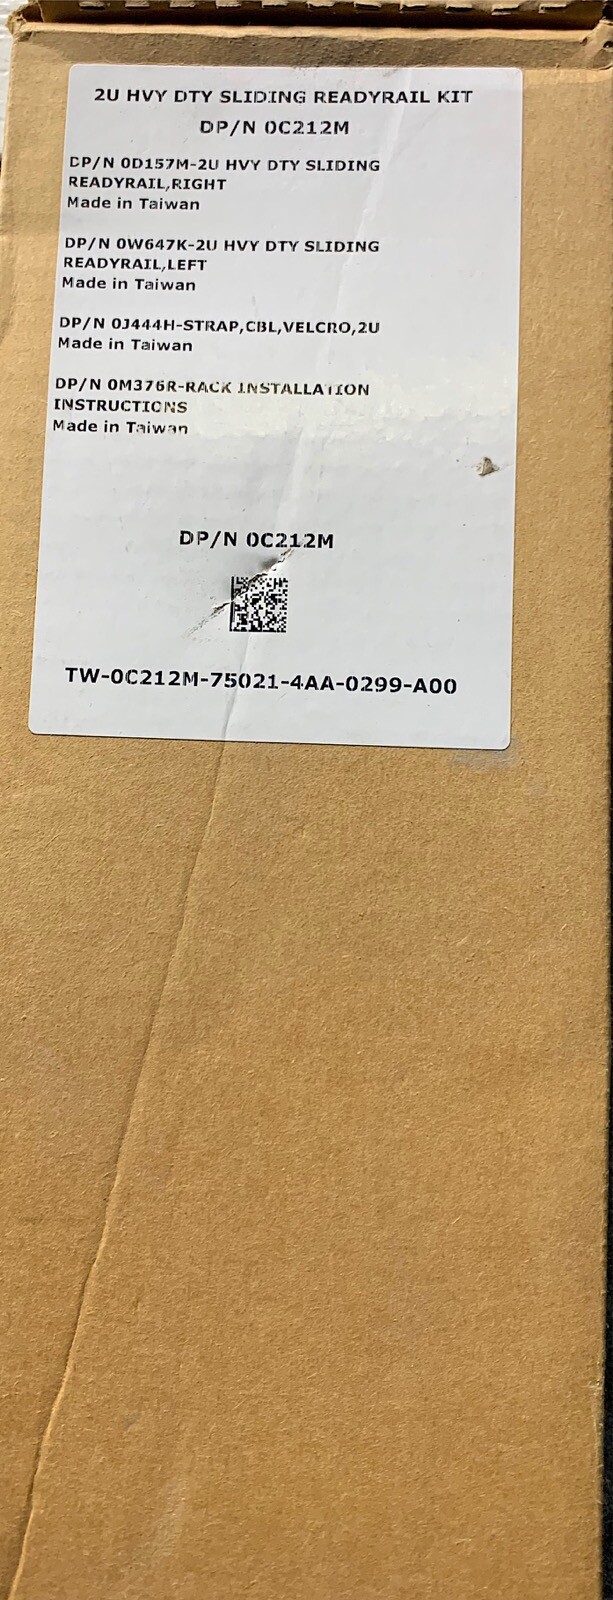 2U HVY DTY SLIDING READYRAIL KIT
DP/N 0C212M
DP/N 0D157M-2U HVY DTY SLIDING
READYRAIL,RIGHT
Made in Taiwan
DP/N 0W647K-2U HVY DTY SLIDING
READYRAIL,LEFT
Made in Taiwan
DP/N 0J444H-STRAP,CBL,VELCRO,2U
Made in Taiwan
DP/N 0M376R-RACK INSTALLATION
INSTRUCTIONS
Made in Taiwan
DP/N 0C212M
TW-0C212M-75021-4AA-0299-A00